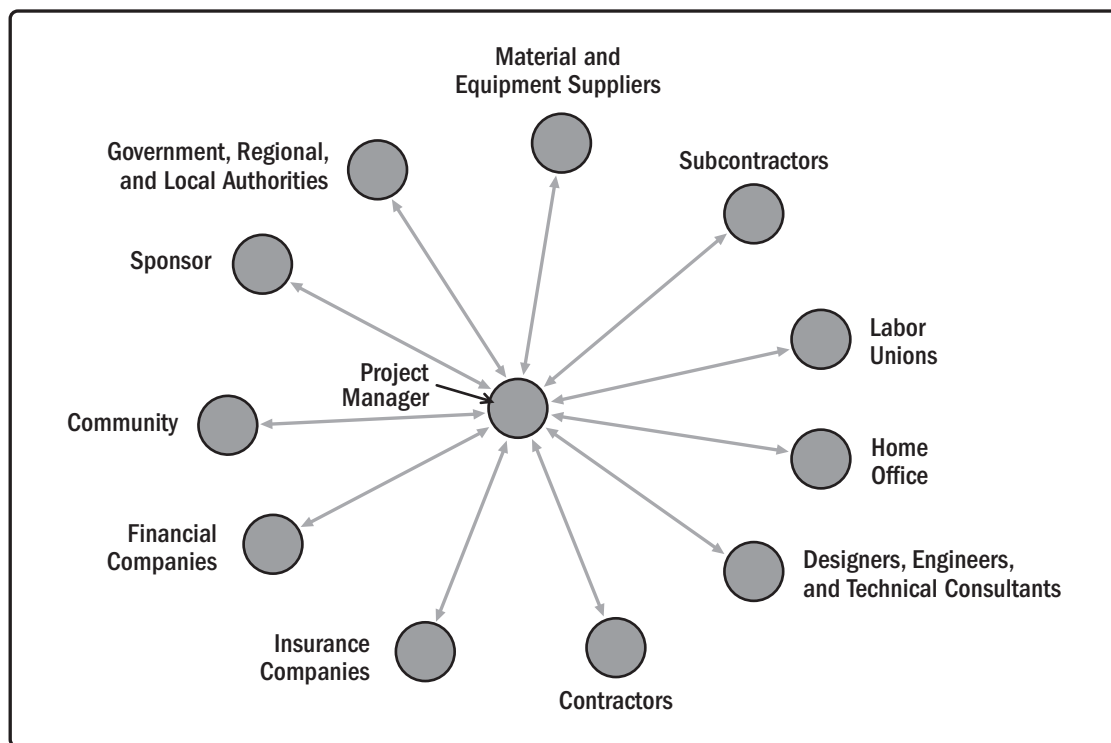 Material and
Equipment Suppliers
Government, Regional,
and Local Authorities
Subcontractors
Sponsor
Labor
Unions
Project
Manager
Community
Home
Office
Financial
Companies
Designers, Engineers,
and Technical Consultants
Insurance
Companies
Contractors